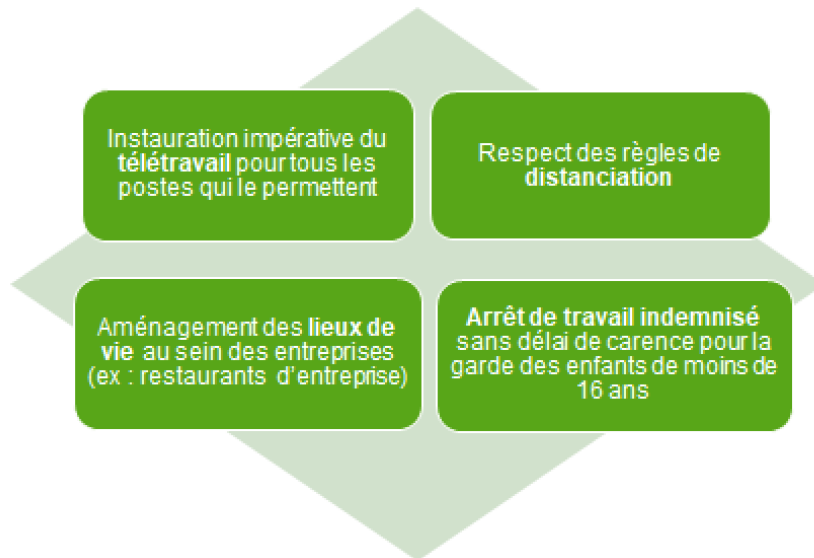 Instauration impérative du
télétravail pour tous les
postes qui le permettent
Respect des règles de
distanciation
Aménagement des lieux de
vie au sein des entreprises
(ex : restaurants d’entreprise)
Arrêt de travail indemnisé
sans délai de carence pour la
garde des enfants de moins de
16 ans